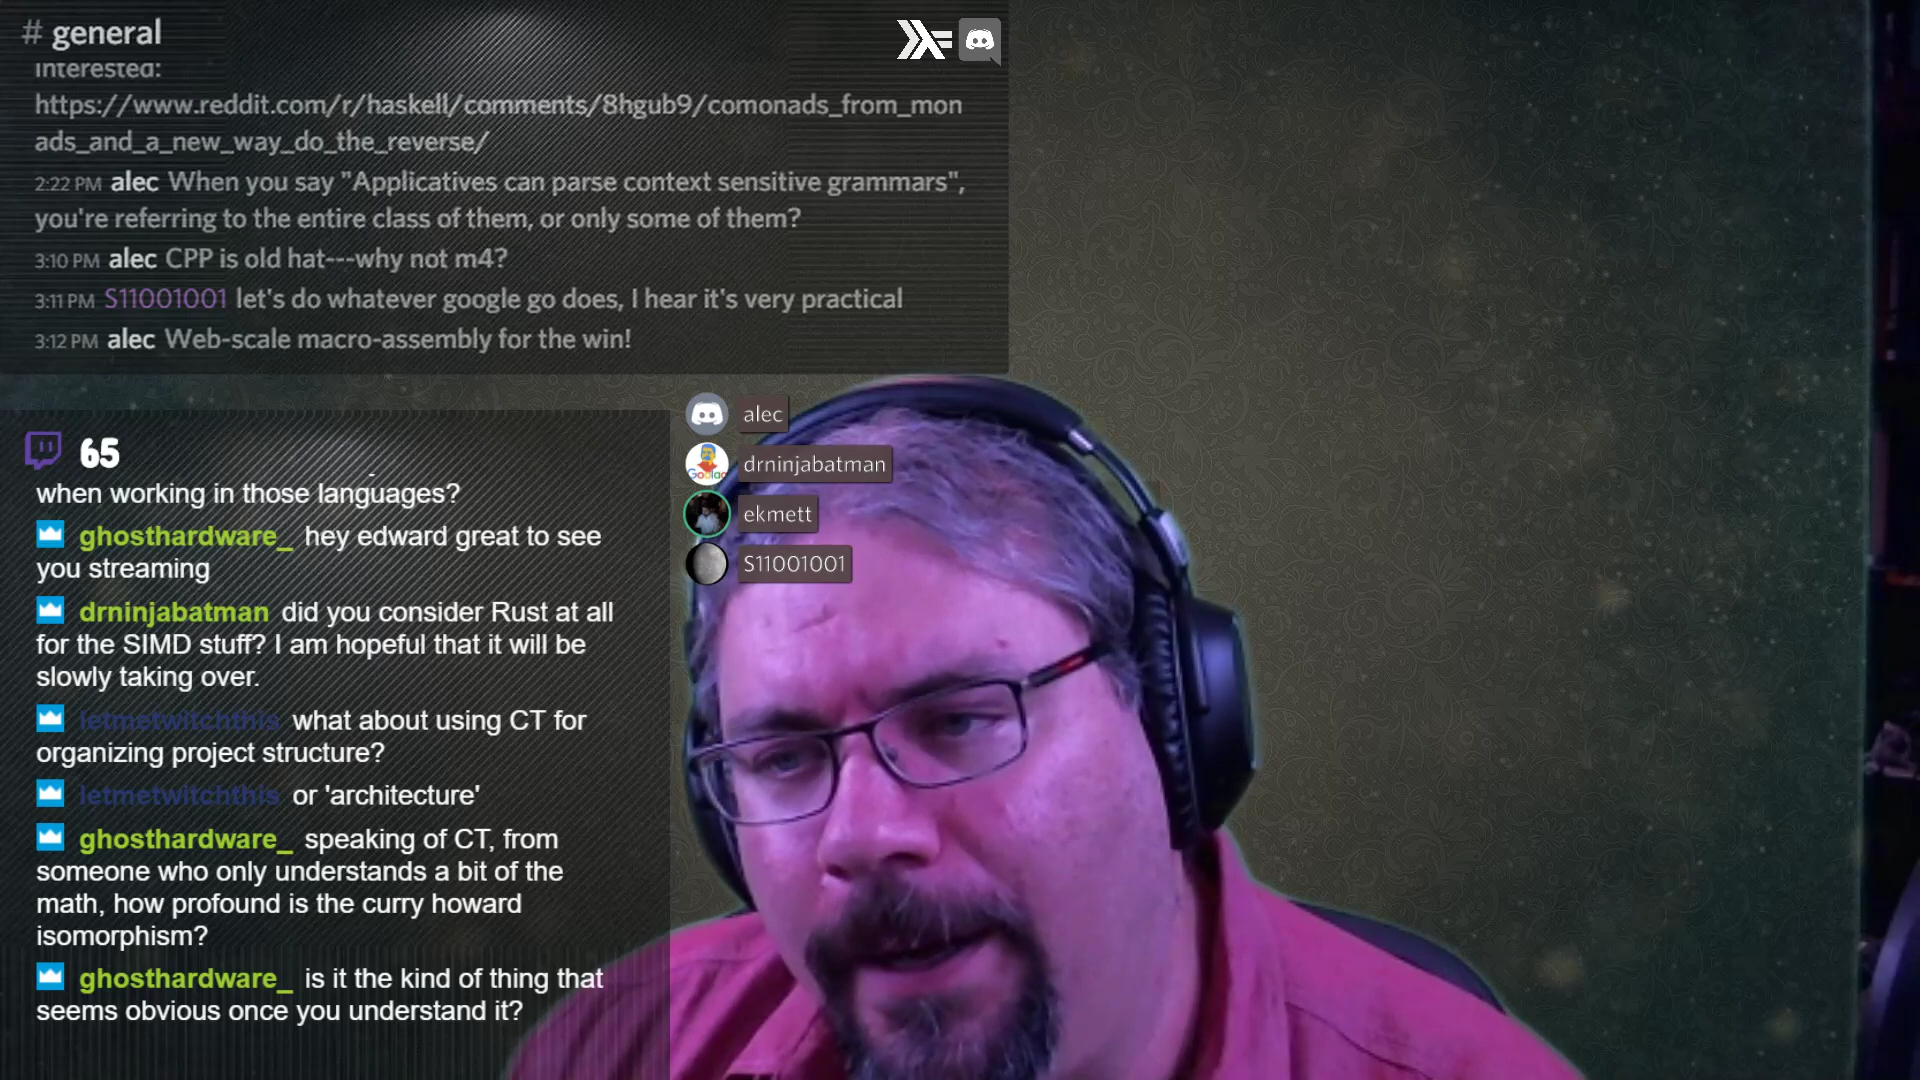 # general
interested:
https://www.reddit.com/r/haskell/comments/8hgub9/comonads_from_mon
ads_and_a_new_way_do_the_reverse/
2:22 PM alec When you say "Applicatives can parse context sensitive grammars",
you're referring to the entire class of them, or only some of them?
3:10 PM alec CPP is old hat---why not m4?
3:11 PM S11001001 let's do whatever google go does, I hear it's very practical
3:12 PM alec Web-scale macro-assembly for the win!
alec
drninjabatman
ekmett
S11001001
65
when working in those languages?
ghosthardware_ hey edward great to see
you streaming
drninjabatman did you consider Rust at all
for the SIMD stuff? I am hopeful that it will be
slowly taking over.
letmetwitchthis what about using CT for
organizing project structure?
letmetwitchthis or 'architecture'
ghosthardware_ speaking of CT, from
someone who only understands a bit of the
math, how profound is the curry howard
isomorphism?
ghosthardware_ is it the kind of thing that
seems obvious once you understand it?